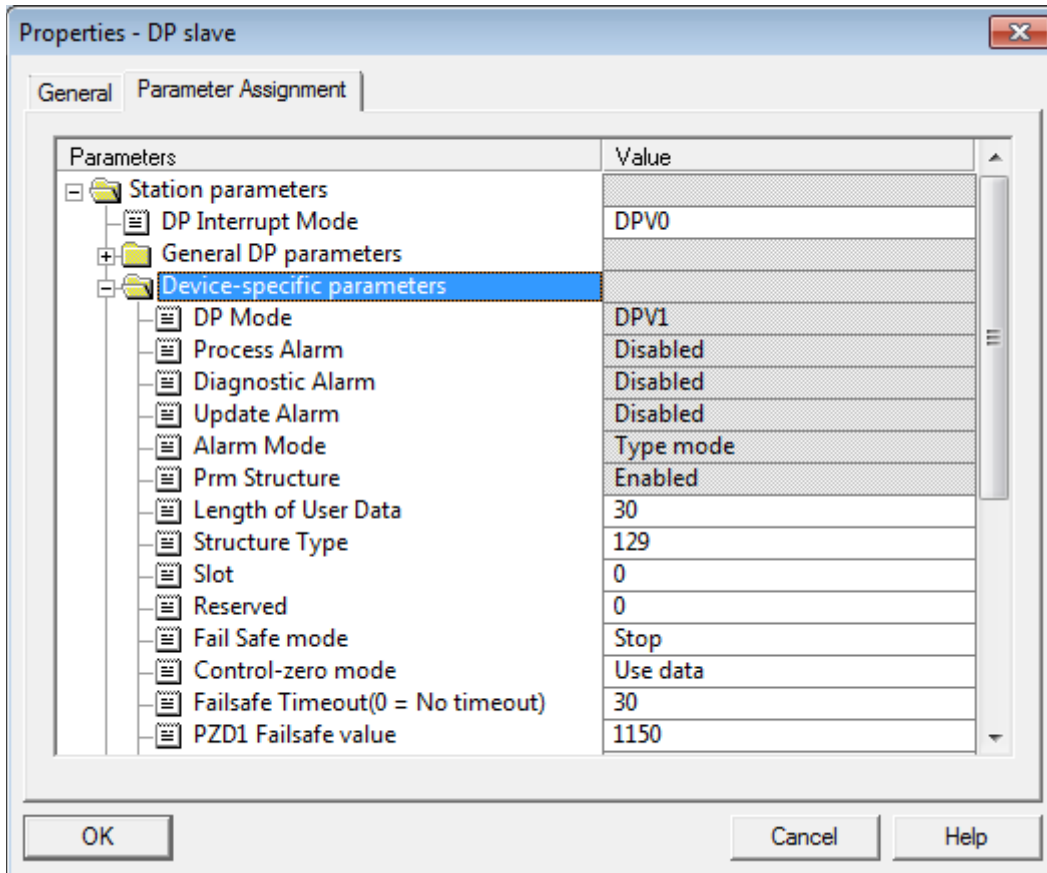 Properties - DP slave
General Parameter Assignment
Parameters Value
Station parameters
DP Interrupt Mode DPV0
General DP parameters
Device-specific parameters
DP Mode DPV1
Process Alarm Disabled
Diagnostic Alarm Disabled
Update Alarm Disabled
Alarm Mode Type mode
Prm Structure Enabled
Length of User Data 30
Structure Type 129
Slot 0
Reserved 0
Fail Safe mode Stop
Control-zero mode Use data
Failsafe Timeout(0 = No timeout) 30
PZD1 Failsafe value 1150
OK Cancel Help